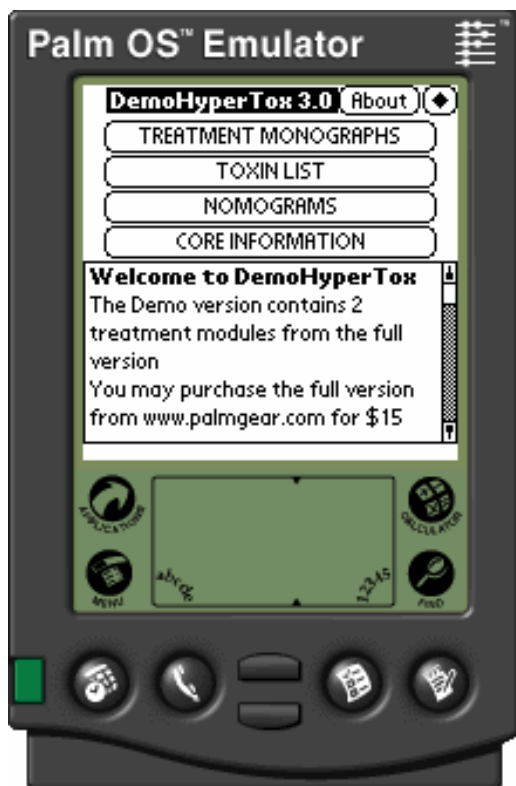 Palm OS™ Emulator
DemoHyperTox 3.0 About
TREATMENT MONOGRAPHS
TOXIN LIST
NOMOGRAMS
CORE INFORMATION
Welcome to DemoHyperTox
The Demo version contains 2
treatment modules from the full
version
You may purchase the full version
from www.palmgear.com for $15
APPLICATIONS
CALCULATOR
MENU
abcde
12345
FIND